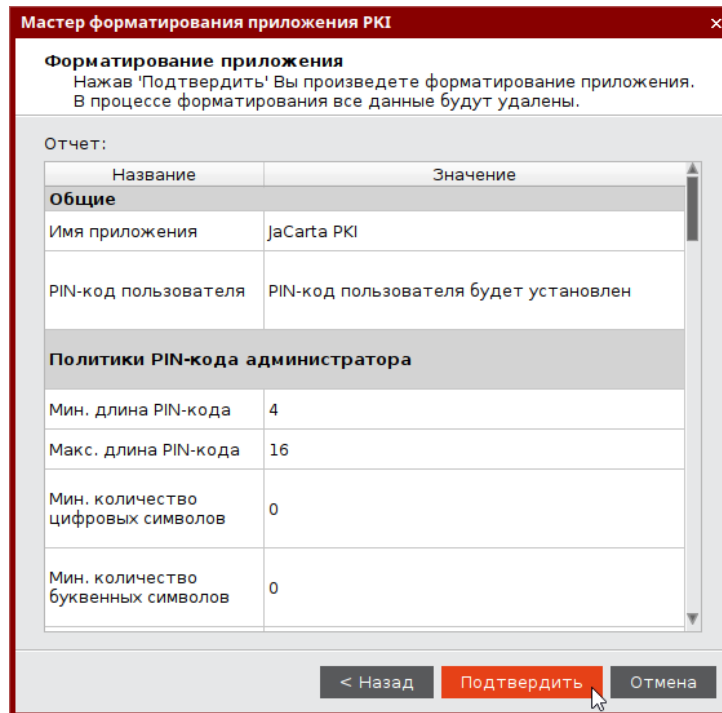 Мастер форматирования приложения PKI
Форматирование приложения
Нажав 'Подтвердить' Вы произведете форматирование приложения.
В процессе форматирования все данные будут удалены.
Отчет:
Название Значение
Общие
Имя приложения JaCarta PKI
PIN-код пользователя PIN-код пользователя будет установлен
Политики PIN-кода администратора
Мин. длина PIN-кода 4
Макс. длина PIN-кода 16
Мин. количество
цифровых символов 0
Мин. количество
буквенных символов 0
< Назад Подтвердить Отмена